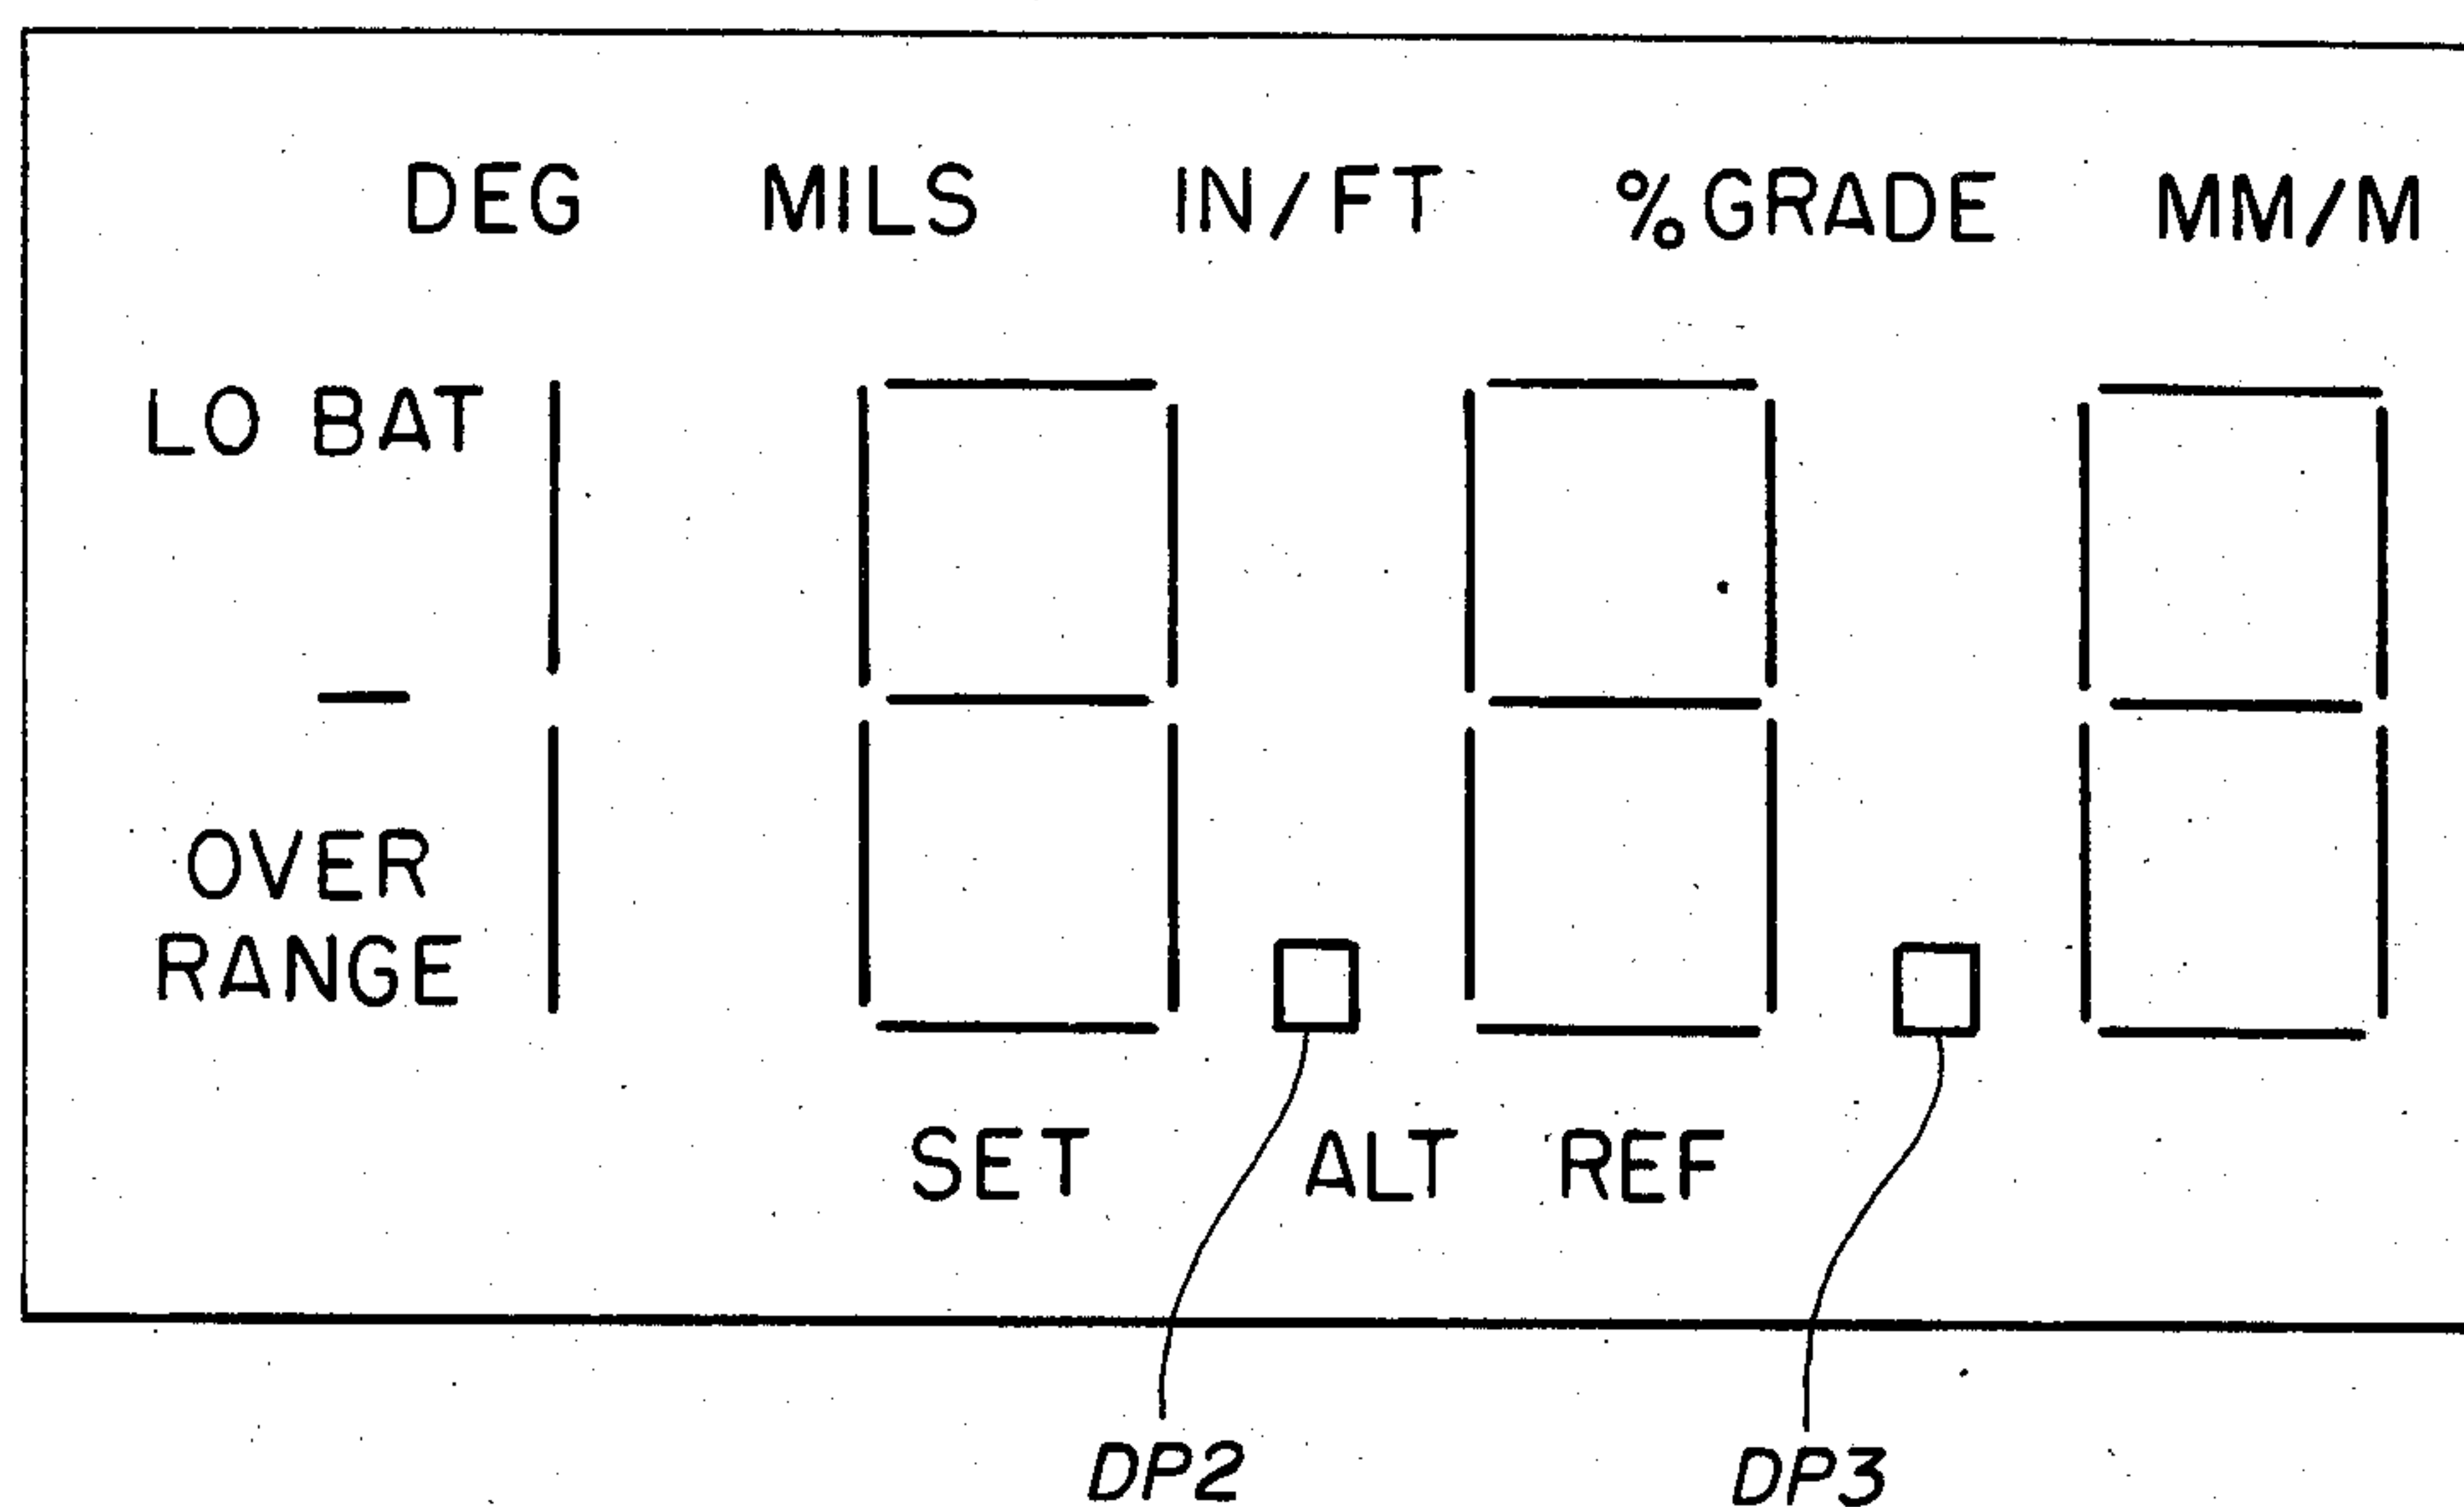 DEG MILS IN/FT %GRADE MM/M
LO BAT
OVER
RANGE
SET ALT REF
DP2 DP3